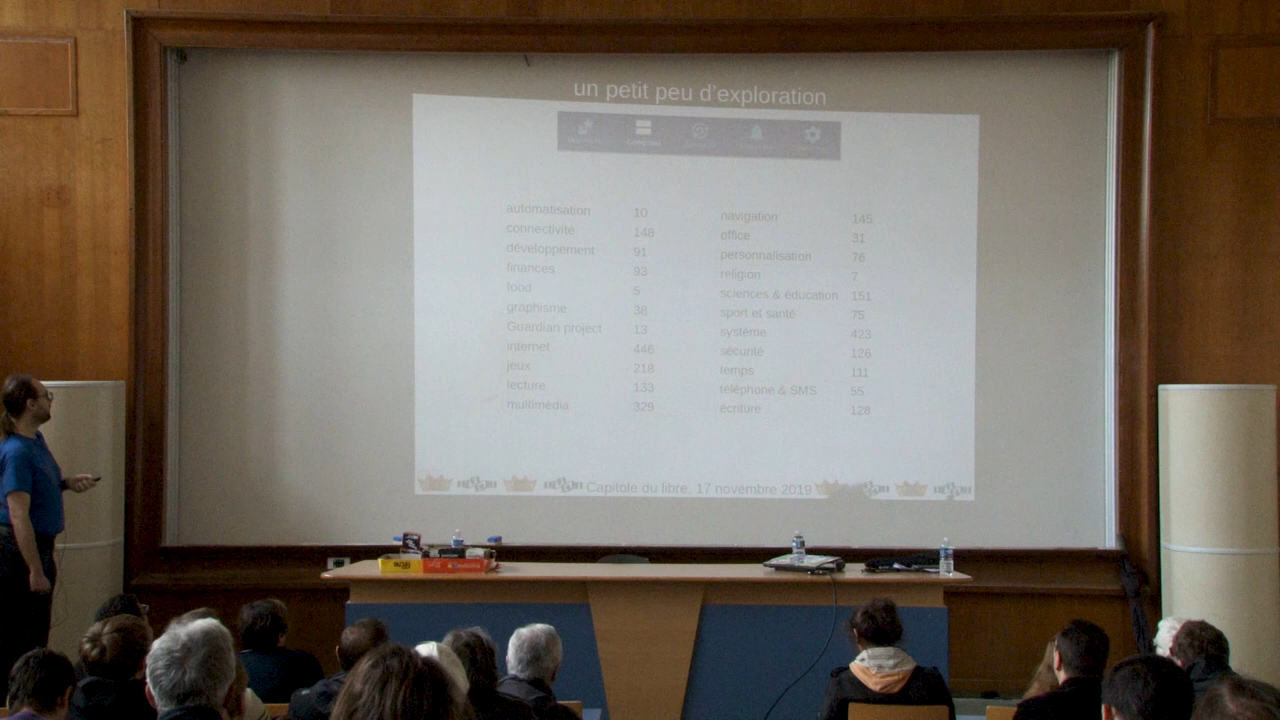 un petit peu d'exploration
automatisation 10
connectivité 148
développement 91
finances 93
food 5
graphisme 38
Guardian project 13
internet 446
jeux 218
lecture 133
multimédia 329
navigation 145
office 31
personnalisation 76
religion 7
sciences & éducation 151
sport et santé 75
système 423
sécurité 126
temps 111
téléphone & SMS 55
écriture 128
Capitole du libre, 17 novembre 2019